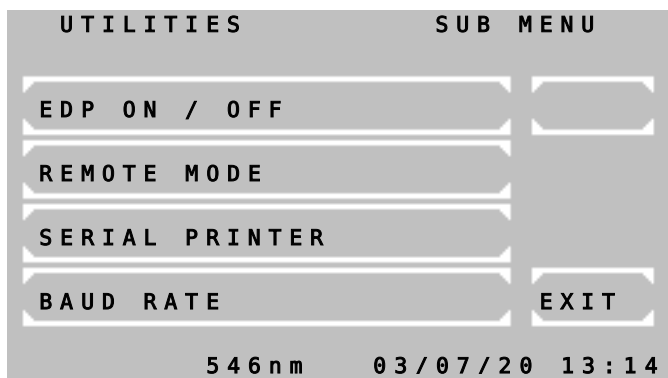 UTILITIES SUB MENU
EDP ON / OFF
REMOTE MODE
SERIAL PRINTER
BAUD RATE EXIT
546nm 03/07/20 13:14